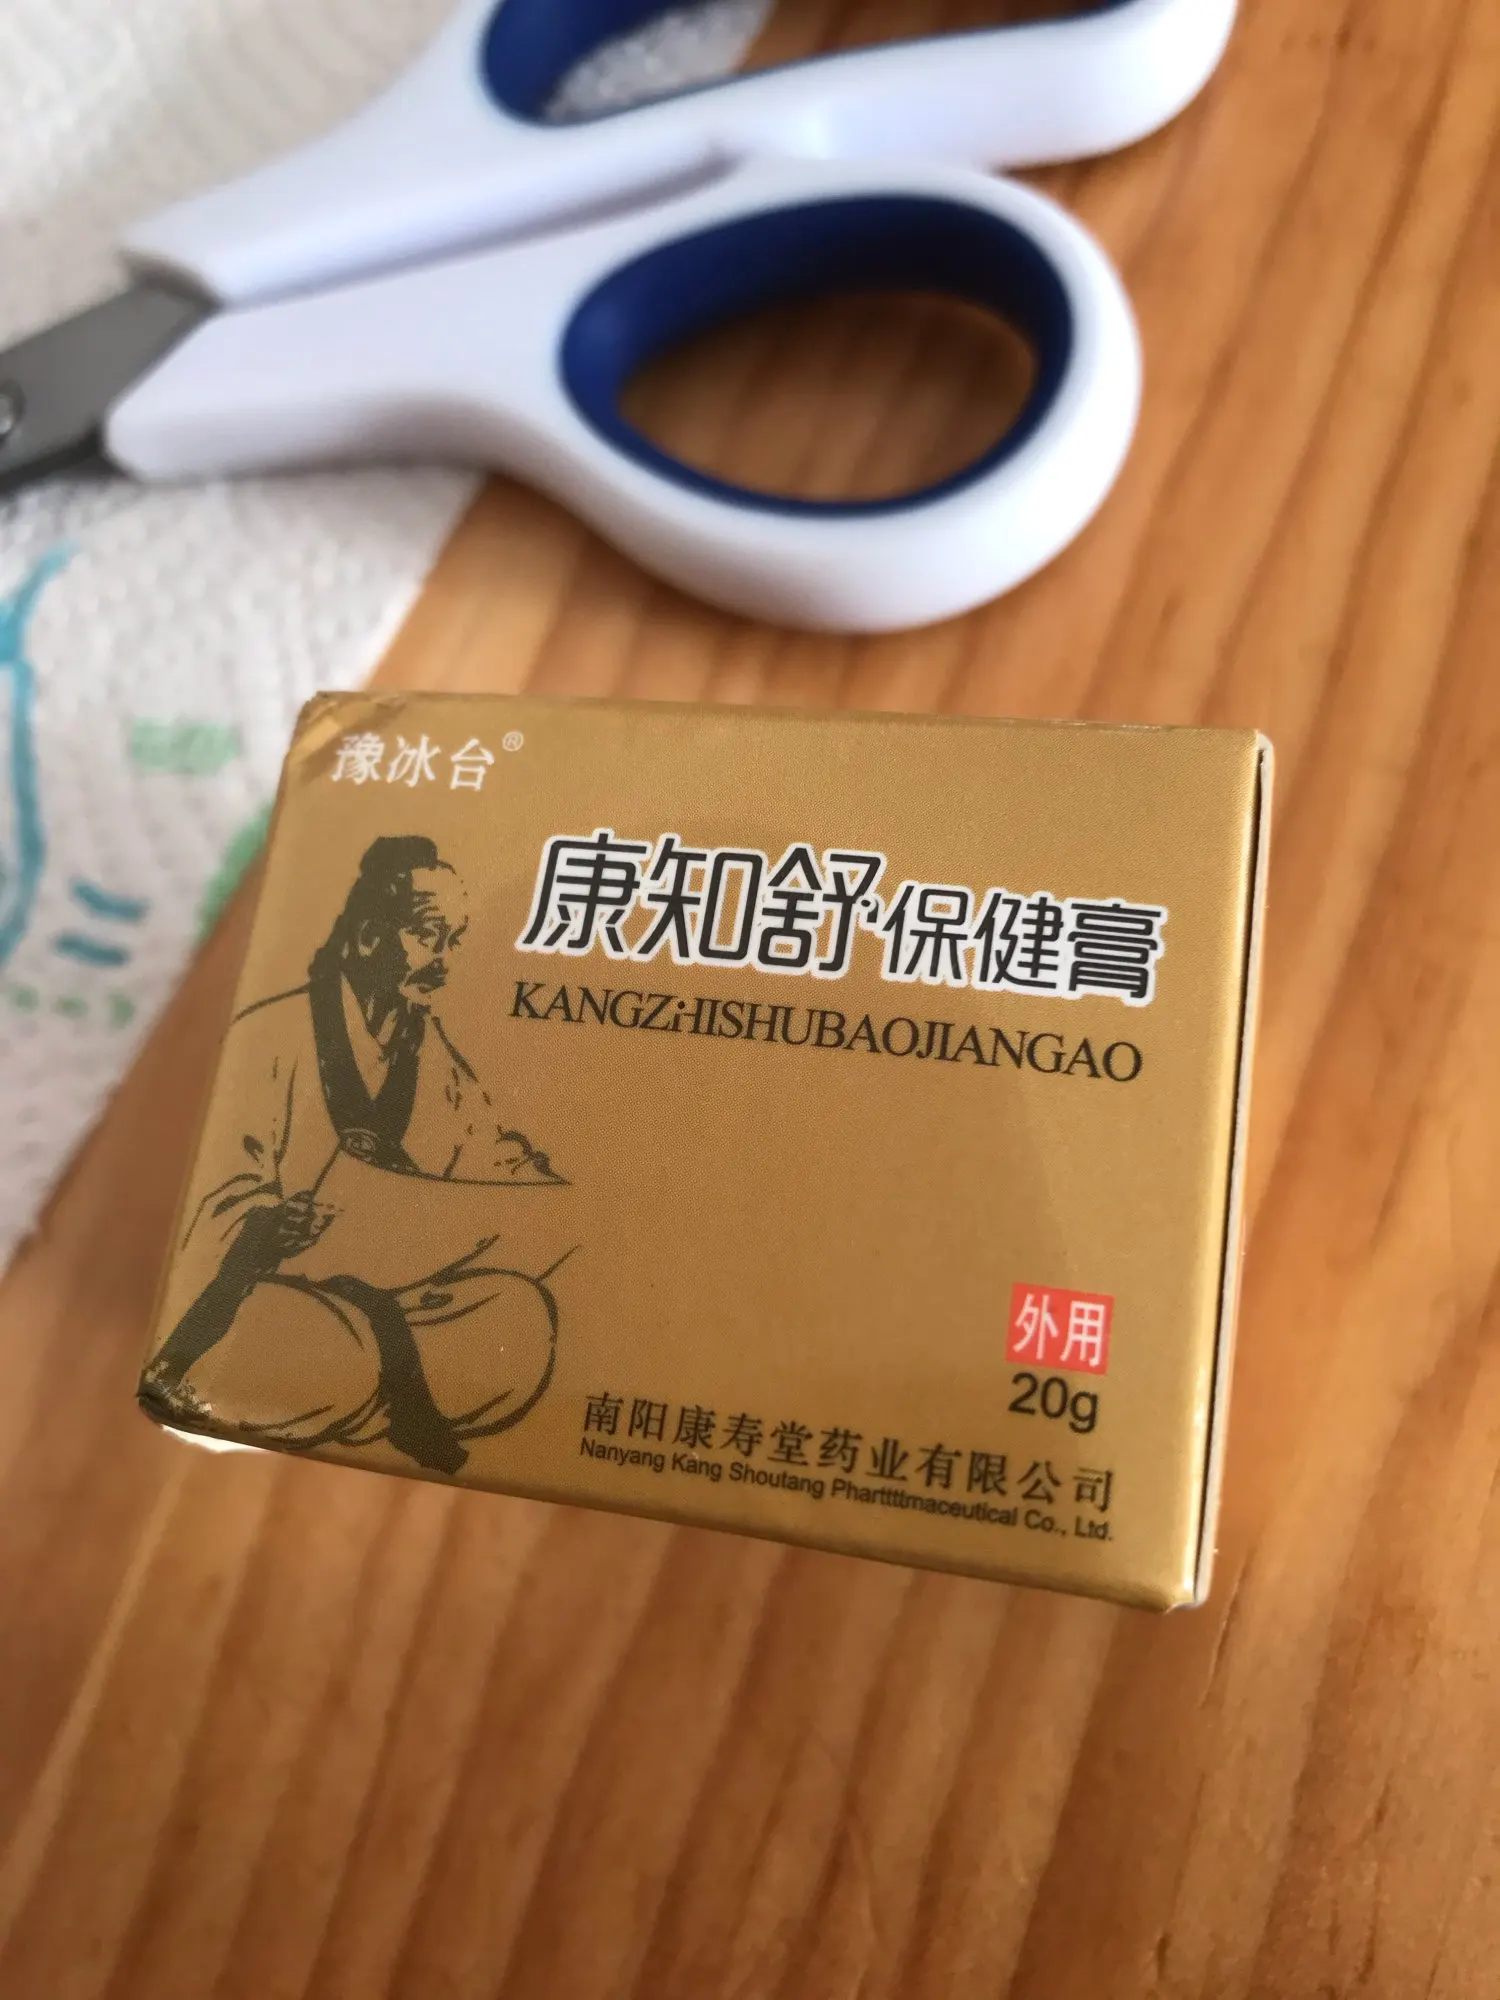 豫冰台®
康知舒·保健膏
KANGZHISHUBAOJIANGAO
外用
20g
南阳康寿堂药业有限公司
Nanyang Kang Shoutang Pharttttmaceutical Co., Ltd.